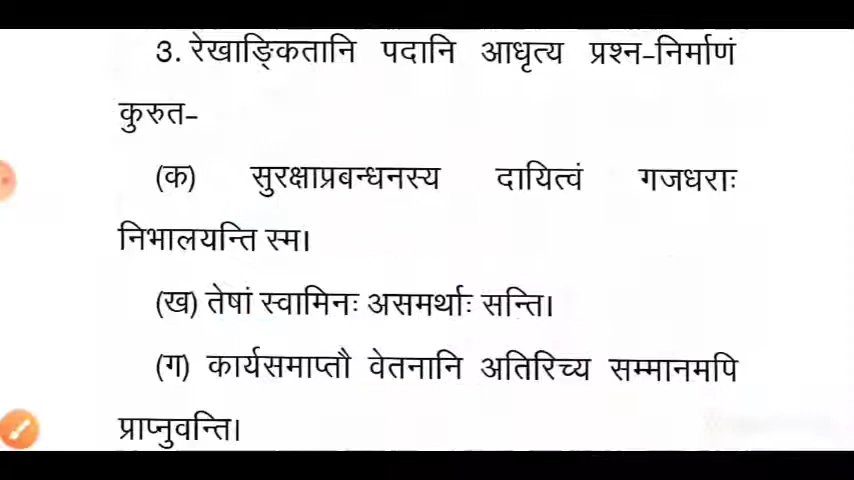 3. रेखाङ्कितानि पदानि आधृत्य प्रश्न-निर्माणं
कुरुत-
(क) सुरक्षाप्रबन्धनस्य दायित्वं गजधराः
निभालयन्ति स्म।
(ख) तेषां स्वामिनः असमर्थाः सन्ति।
(ग) कार्यसमाप्तौ वेतनानि अतिरिच्य सम्मानमपि
प्राप्नुवन्ति।